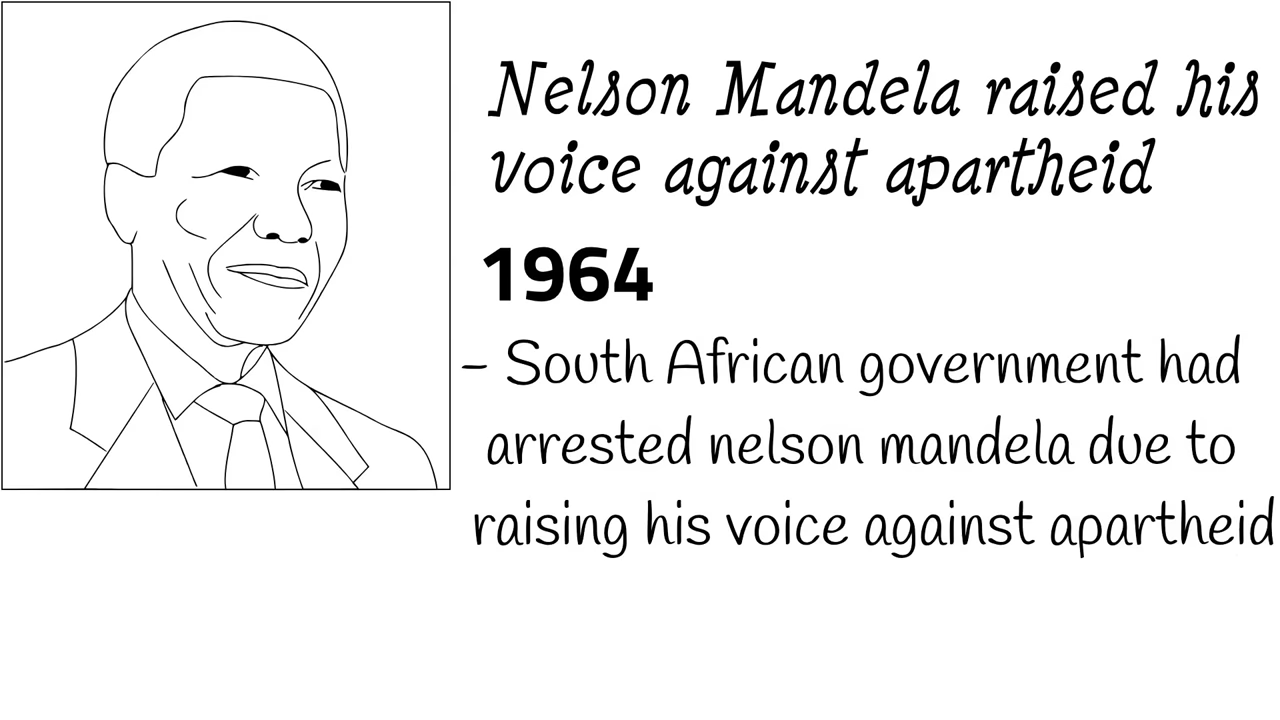 Nelson Mandela raised his
voice against apartheid
1964
– South African government had
arrested nelson mandela due to
raising his voice against apartheid